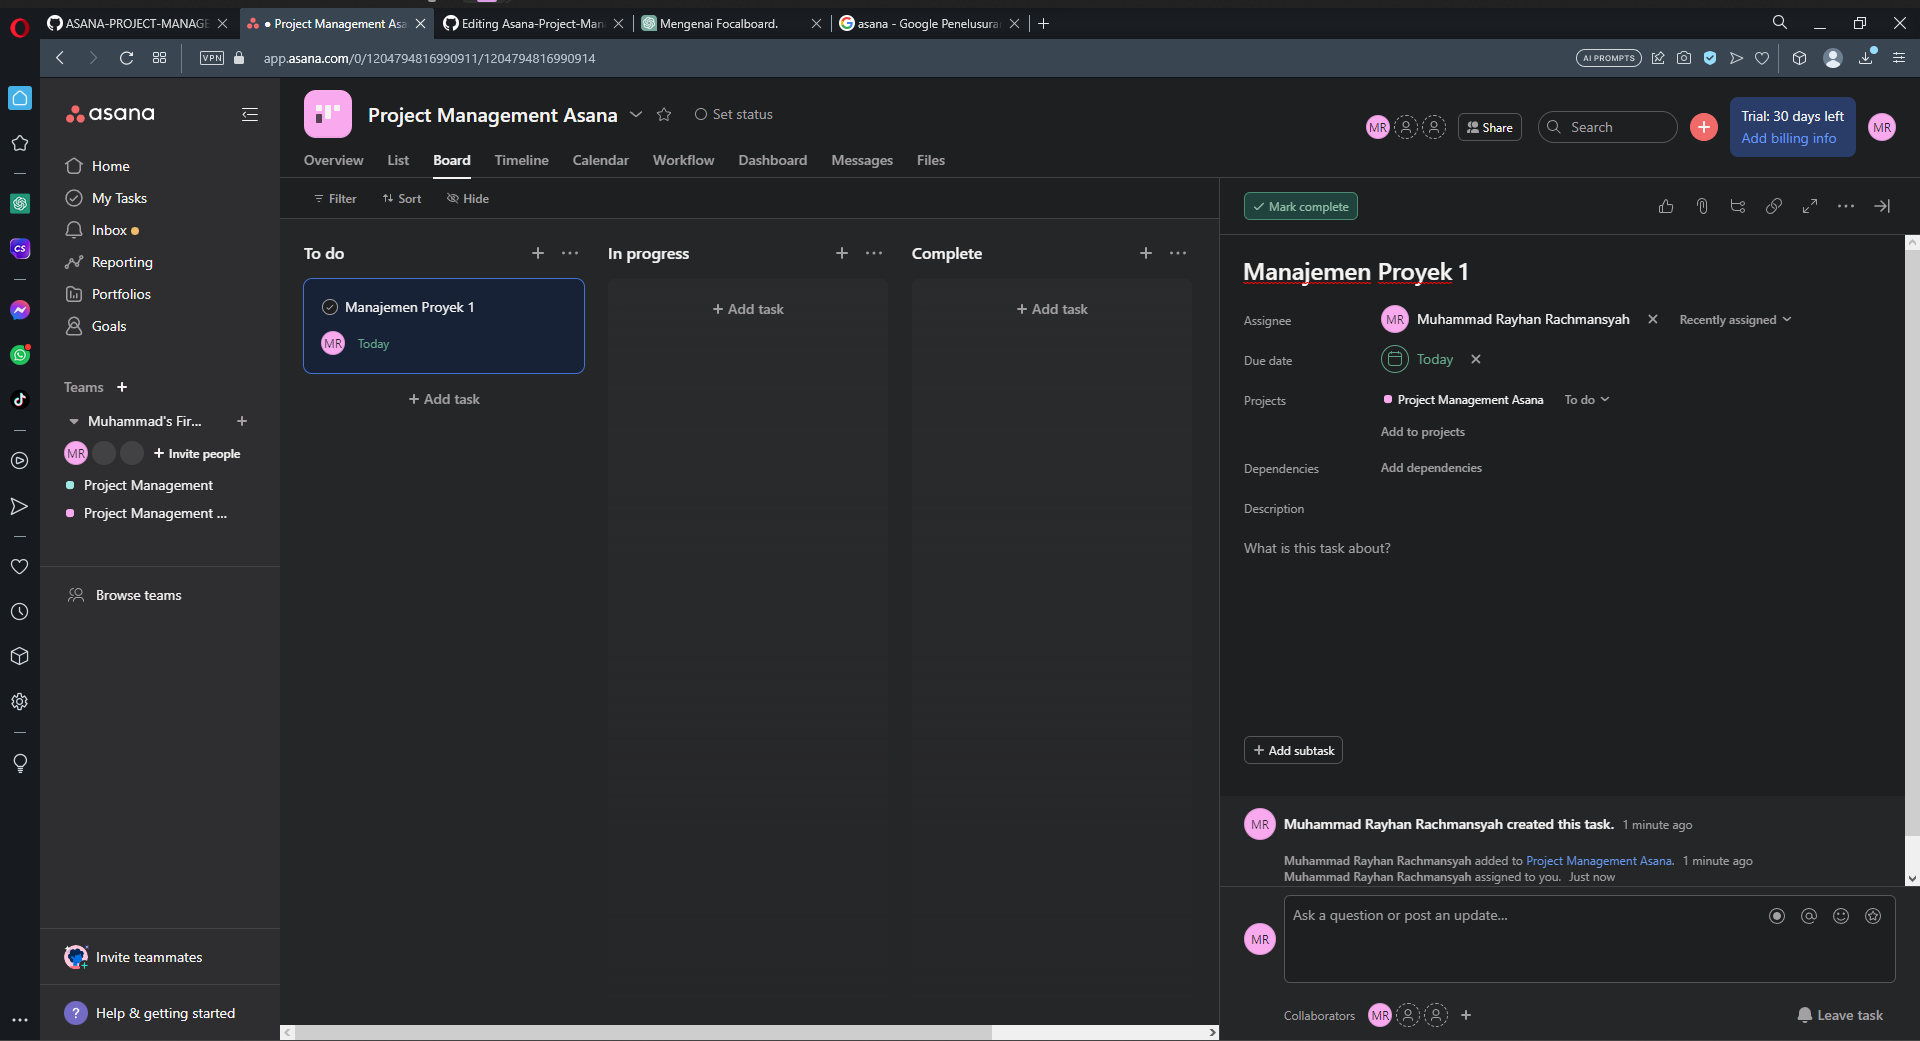 ASANA-PROJECT-MANAGE
Project Management Asa
Editing Asana-Project-Man
Mengenai Focalboard.
asana - Google Penelusura
VPN
app.asana.com/0/1204794816990911/1204794816990914
AI PROMPTS
asana
Home
My Tasks
Inbox
Reporting
Portfolios
Goals
Teams
Muhammad's Fir...
MR
Invite people
Project Management
Project Management ...
Browse teams
Invite teammates
? Help & getting started
Project Management Asana
Set status
Overview List Board Timeline Calendar Workflow Dashboard Messages Files
MR
Share
Search
Trial: 30 days left
Add billing info
MR
Filter Sort Hide
To do
Manajemen Proyek 1
MR Today
+ Add task
In progress
+ Add task
Complete
+ Add task
Mark complete
Manajemen Proyek 1
Assignee MR Muhammad Rayhan Rachmansyah Recently assigned
Due date Today
Projects Project Management Asana To do
Add to projects
Dependencies Add dependencies
Description
What is this task about?
+ Add subtask
MR Muhammad Rayhan Rachmansyah created this task. 1 minute ago
Muhammad Rayhan Rachmansyah added to Project Management Asana. 1 minute ago
Muhammad Rayhan Rachmansyah assigned to you. Just now
MR
Ask a question or post an update...
Collaborators MR
Leave task